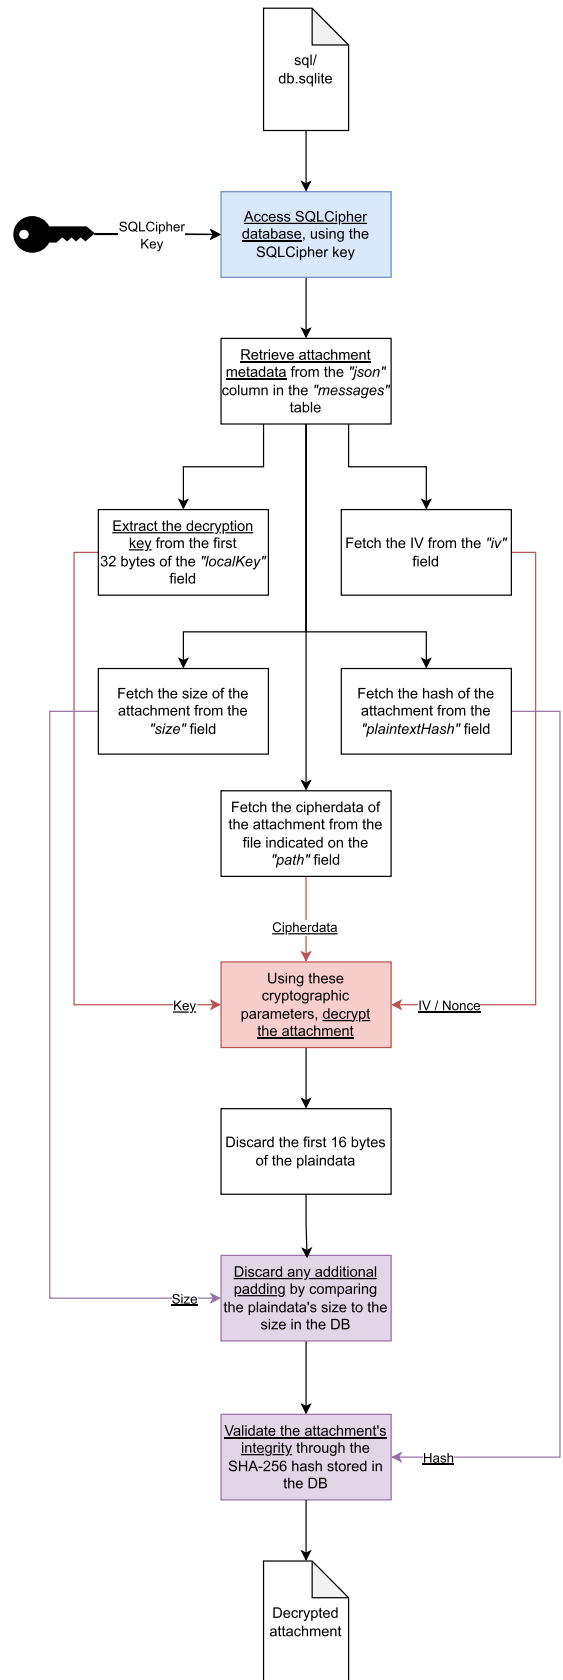 sql/
db.sqlite
SQLCipher
Key
Access SQLCipher
database, using the
SQLCipher key
Retrieve attachment
metadata from the "json"
column in the "messages"
table
Extract the decryption
key from the first
32 bytes of the "localKey"
field
Fetch the IV from the "iv"
field
Fetch the size of the
attachment from the
"size" field
Fetch the hash of the
attachment from the
"plaintextHash" field
Fetch the cipherdata of
the attachment from the
file indicated on the
"path" field
Cipherdata
Using these
cryptographic
parameters, decrypt
the attachment
Key
IV / Nonce
Discard the first 16 bytes
of the plaindata
Discard any additional
padding by comparing
the plaindata's size to the
size in the DB
Size
Validate the attachment's
integrity through the
SHA-256 hash stored in
the DB
Hash
Decrypted
attachment